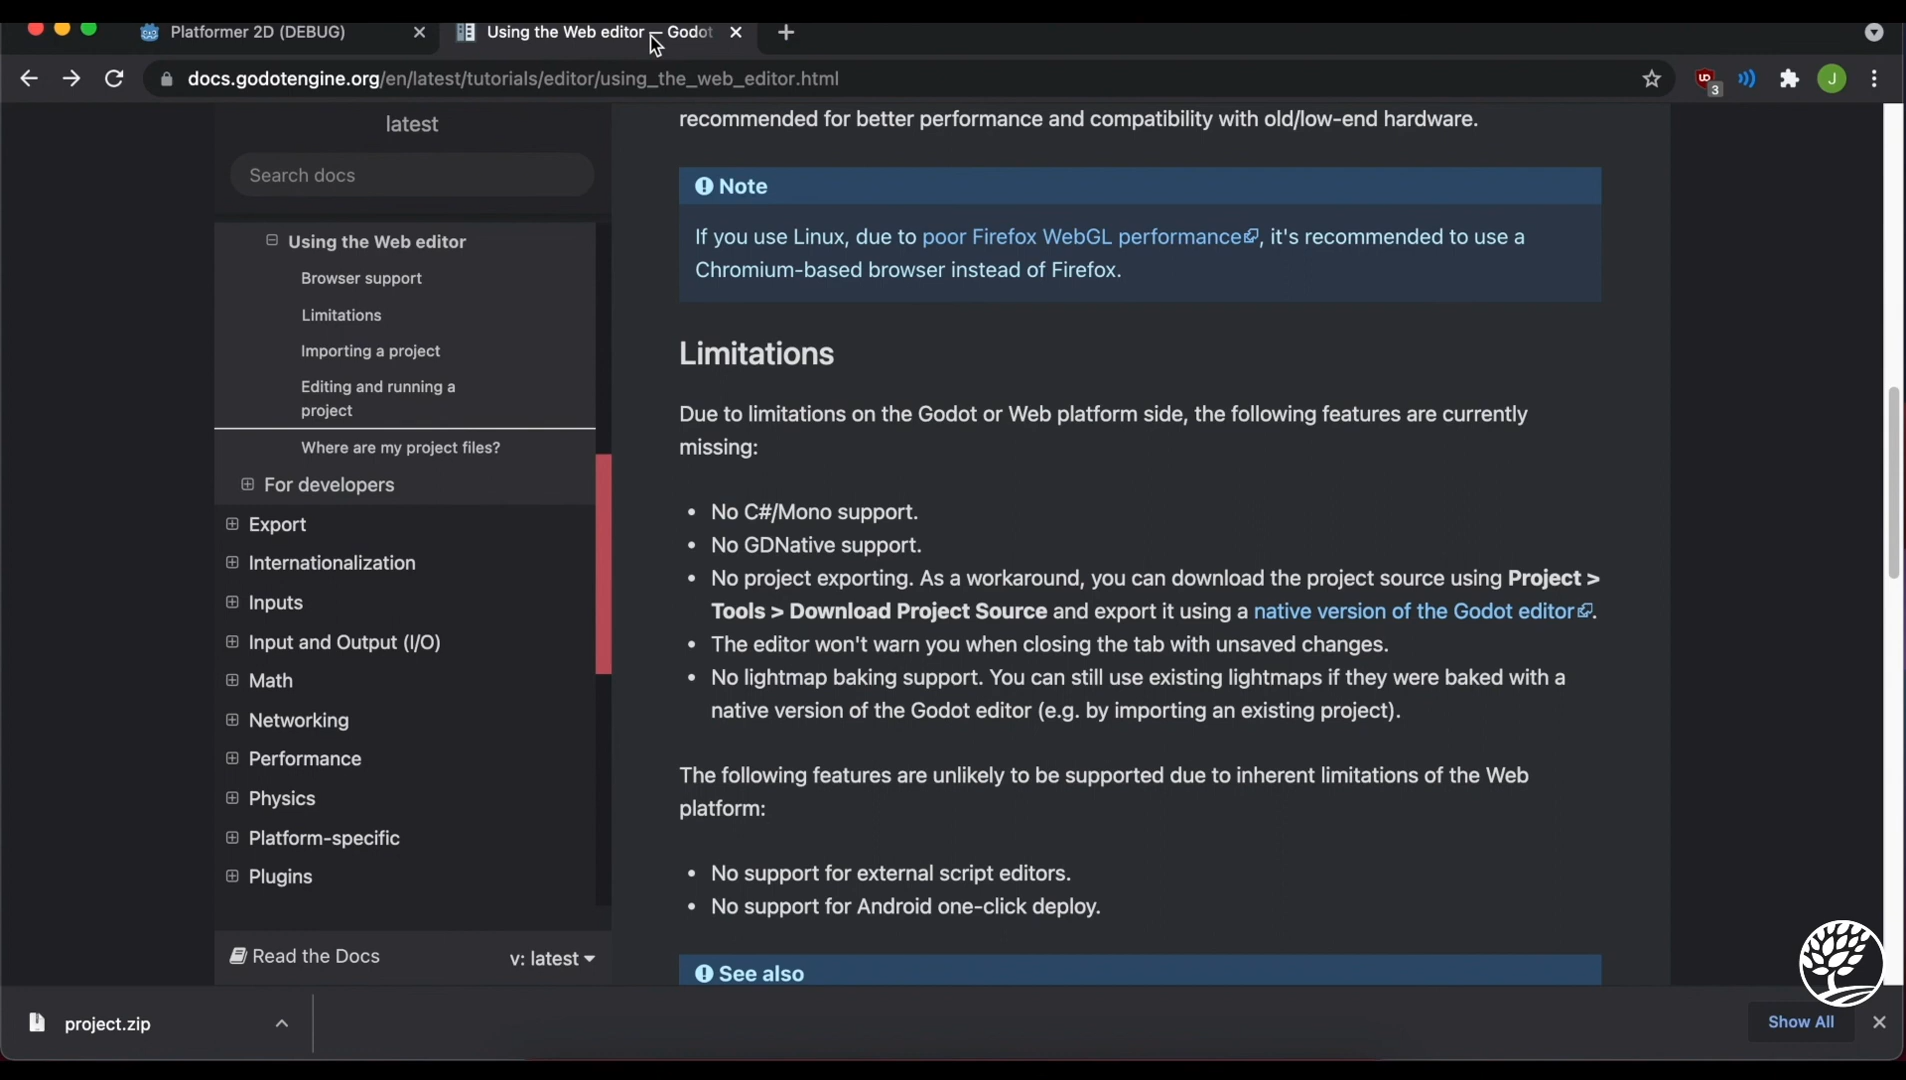 Platformer 2D (DEBUG)
Using the Web editor — Godot
docs.godotengine.org/en/latest/tutorials/editor/using_the_web_editor.html
3
J
latest
Search docs
Using the Web editor
Browser support
Limitations
Importing a project
Editing and running a
project
Where are my project files?
For developers
Export
Internationalization
Inputs
Input and Output (I/O)
Math
Networking
Performance
Physics
Platform-specific
Plugins
Read the Docs
v: latest
recommended for better performance and compatibility with old/low-end hardware.
Note
If you use Linux, due to poor Firefox WebGL performance, it's recommended to use a
Chromium-based browser instead of Firefox.
Limitations
Due to limitations on the Godot or Web platform side, the following features are currently
missing:
• No C#/Mono support.
• No GDNative support.
• No project exporting. As a workaround, you can download the project source using Project >
Tools > Download Project Source and export it using a native version of the Godot editor.
• The editor won't warn you when closing the tab with unsaved changes.
• No lightmap baking support. You can still use existing lightmaps if they were baked with a
native version of the Godot editor (e.g. by importing an existing project).
The following features are unlikely to be supported due to inherent limitations of the Web
platform:
• No support for external script editors.
• No support for Android one-click deploy.
See also
project.zip
Show All